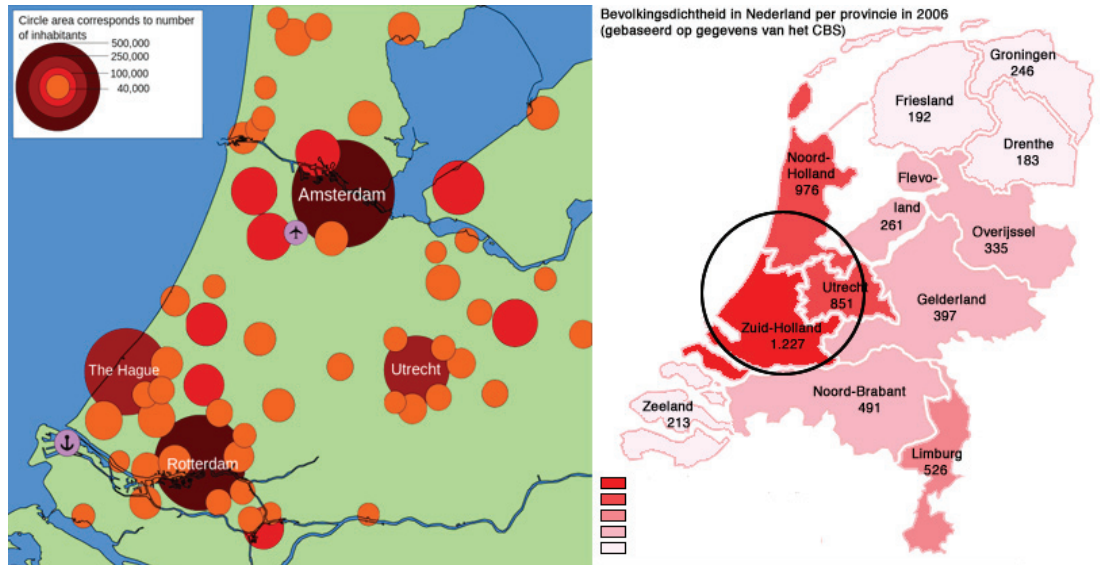 Circle area corresponds to number
of inhabitants
500,000
250,000
100,000
40,000
Amsterdam
The Hague
Utrecht
Rotterdam
Bevolkingsdichtheid in Nederland per provincie in 2006
(gebaseerd op gegevens van het CBS)
Groningen
246
Friesland
192
Drenthe
183
Noord-
Holland
976
Flevo-
land
261
Overijssel
335
Utrecht
851
Gelderland
397
Zuid-Holland
1.227
Noord-Brabant
491
Zeeland
213
Limburg
526